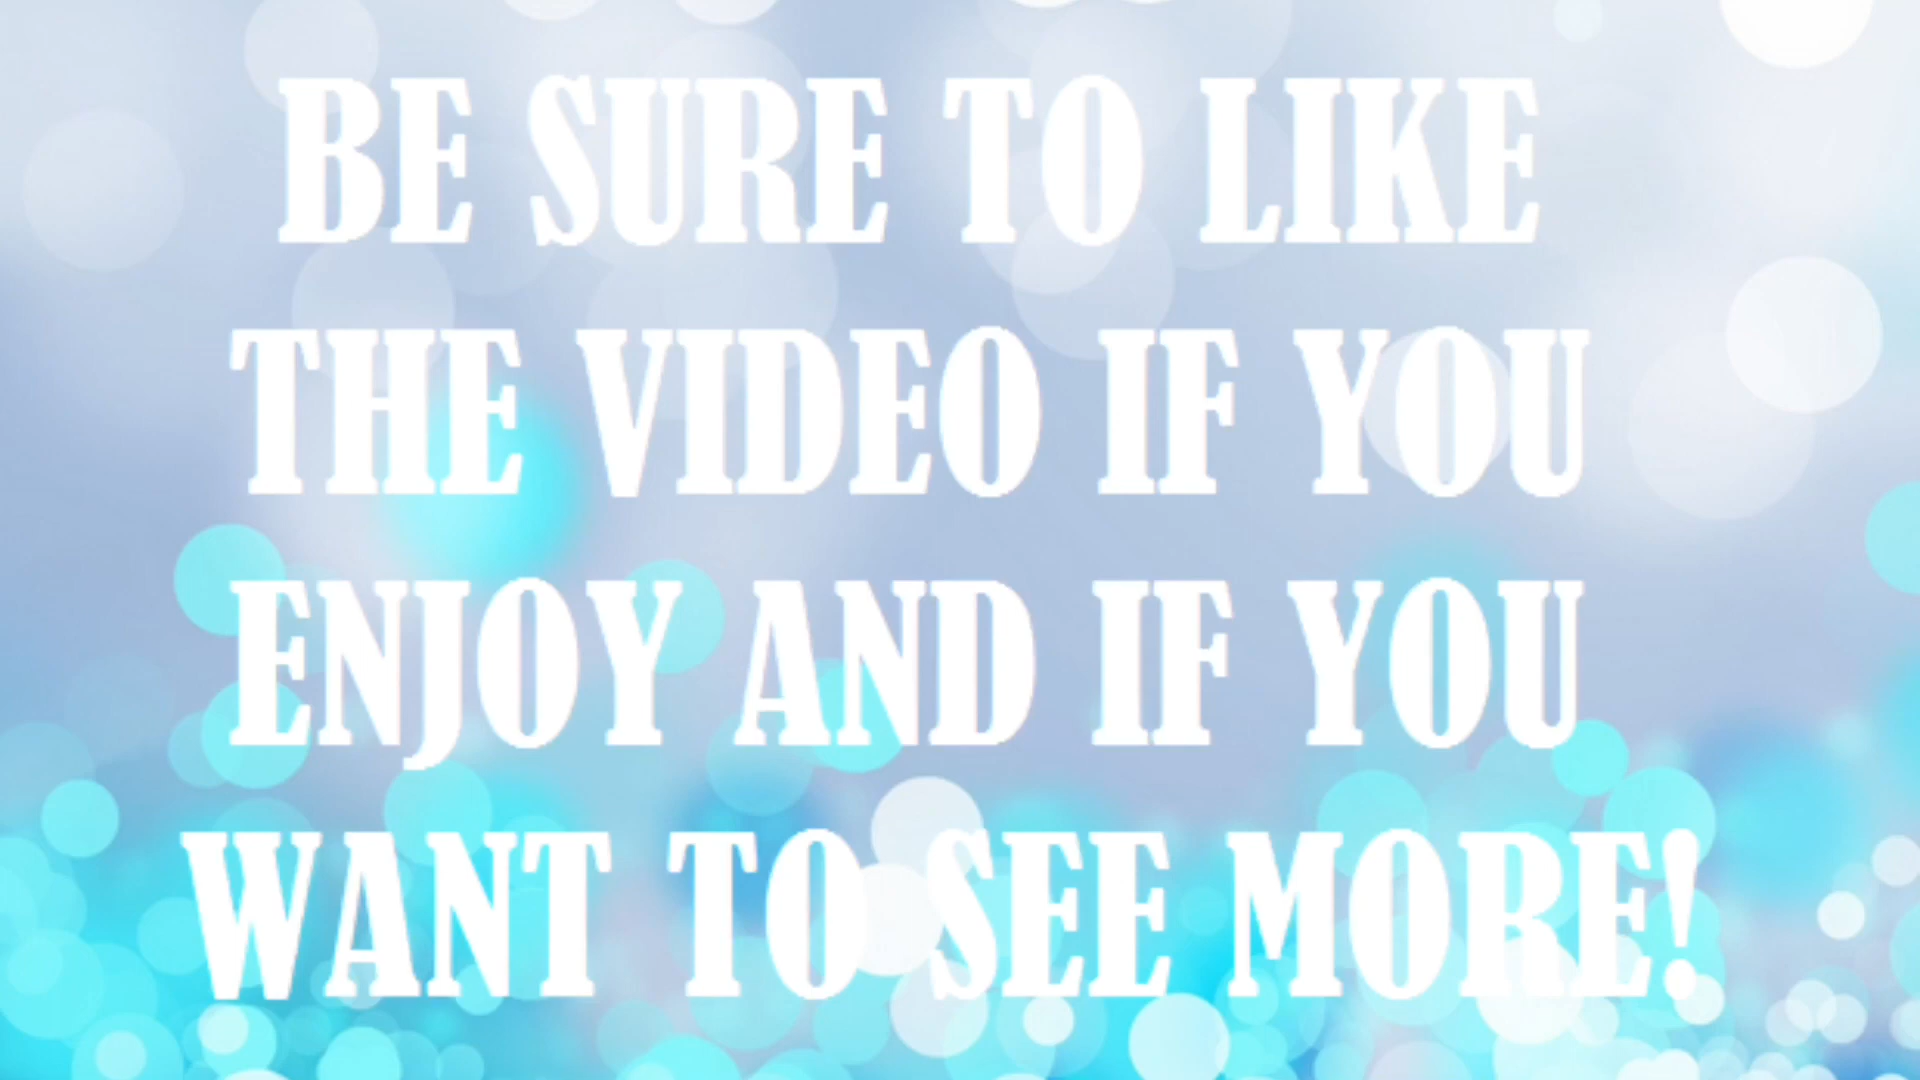 BE SURE TO LIKE
THE VIDEO IF YOU
ENJOY AND IF YOU
WANT TO SEE MORE!